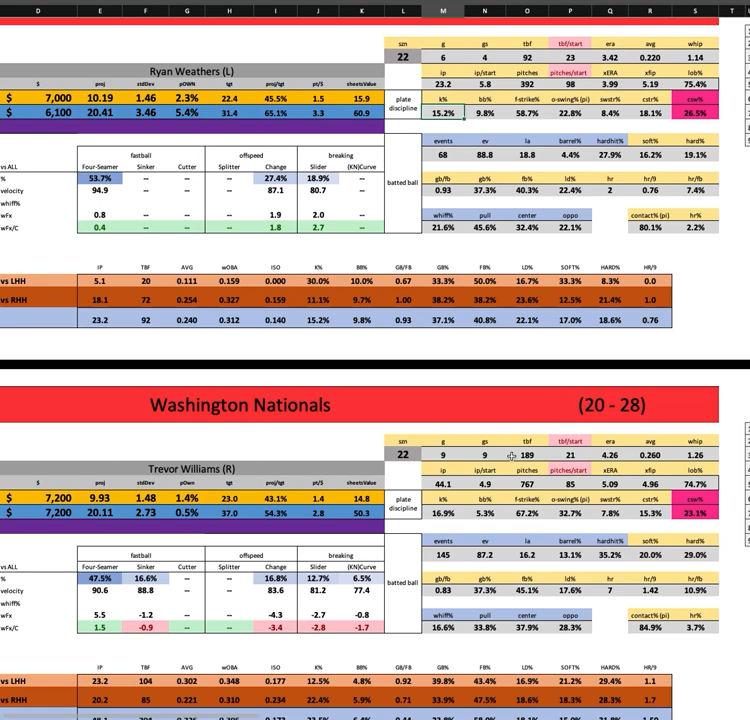 D E F G H I J K L M N O P Q R S T U
szn g gs tbf tbf/start era avg whip
22 6 4 92 23 3.42 0.220 1.14
Ryan Weathers (L) ip ip/start pitches pitches/start xERA xfip lob%
$ proj stdDev pOWN tgt proj/tgt pt/$ sheetsValue 23.2 5.8 392 98 3.99 5.19 75.4%
$ 7,000 10.19 1.46 2.3% 22.4 45.5% 1.5 15.9 plate discipline k% bb% f-strike% o-swing% (pi) swstr% cstr% csw%
$ 6,100 20.41 3.46 5.4% 31.4 65.1% 3.3 60.9 15.2% 9.8% 58.7% 22.8% 8.4% 18.1% 26.5%
events ev la barrel% hardhit% soft% hard%
fastball offspeed breaking 68 88.8 18.8 4.4% 27.9% 16.2% 19.1%
vs ALL Four-Seamer Sinker Cutter Splitter Change Slider (KN)Curve
% 53.7% -- -- -- 27.4% 18.9% -- batted ball gb/fb gb% fb% ld% hr hr/9 hr/fb
velocity 94.9 -- -- -- 87.1 80.7 -- 0.93 37.3% 40.3% 22.4% 2 0.76 7.4%
whiff%
wFx 0.8 -- -- -- 1.9 2.0 -- whiff% pull center oppo contact% (pi) hr%
wFx/C 0.4 -- -- -- 1.8 2.7 -- 21.6% 45.6% 32.4% 22.1% 80.1% 2.2%
IP TBF AVG wOBA ISO K% BB% GB/FB GB% FB% LD% SOFT% HARD% HR/9
vs LHH 5.1 20 0.111 0.159 0.000 30.0% 10.0% 0.67 33.3% 50.0% 16.7% 33.3% 8.3% 0.0
vs RHH 18.1 72 0.254 0.327 0.159 11.1% 9.7% 1.00 38.2% 38.2% 23.6% 12.5% 21.4% 1.0
23.2 92 0.240 0.312 0.140 15.2% 9.8% 0.93 37.1% 40.8% 22.1% 17.0% 18.6% 0.76
Washington Nationals (20 - 28)
szn g gs tbf tbf/start era avg whip
22 9 9 189 21 4.26 0.260 1.26
Trevor Williams (R) ip ip/start pitches pitches/start xERA xfip lob%
$ proj stdDev pOwn tgt proj/tgt pt/$ sheetsValue 44.1 4.9 767 85 5.09 4.96 74.7%
$ 7,200 9.93 1.48 1.4% 23.0 43.1% 1.4 14.8 plate discipline k% bb% f-strike% o-swing% (pi) swstr% cstr% csw%
$ 7,200 20.11 2.73 0.5% 37.0 54.3% 2.8 50.3 16.9% 5.3% 67.2% 32.7% 7.8% 15.3% 23.1%
events ev la barrel% hardhit% soft% hard%
fastball offspeed breaking 145 87.2 16.2 13.1% 35.2% 20.0% 29.0%
vs ALL Four-Seamer Sinker Cutter Splitter Change Slider (KN)Curve
% 47.5% 16.6% -- -- 16.8% 12.7% 6.5% batted ball gb/fb gb% fb% ld% hr hr/9 hr/fb
velocity 90.6 88.8 -- -- 83.6 81.2 77.4 0.83 37.3% 45.1% 17.6% 7 1.42 10.9%
whiff%
wFx 5.5 -1.2 -- -- -4.3 -2.7 -0.8 whiff% pull center oppo contact% (pi) hr%
wFx/C 1.5 -0.9 -- -- -3.4 -2.8 -1.7 16.6% 33.8% 37.9% 28.3% 84.9% 3.7%
IP TBF AVG wOBA ISO K% BB% GB/FB GB% FB% LD% SOFT% HARD% HR/9
vs LHH 23.2 104 0.302 0.348 0.177 12.5% 4.8% 0.92 39.8% 43.4% 16.9% 21.2% 29.4% 1.1
vs RHH 20.2 85 0.221 0.310 0.234 22.4% 5.9% 0.71 33.9% 47.5% 18.6% 18.3% 28.3% 1.7